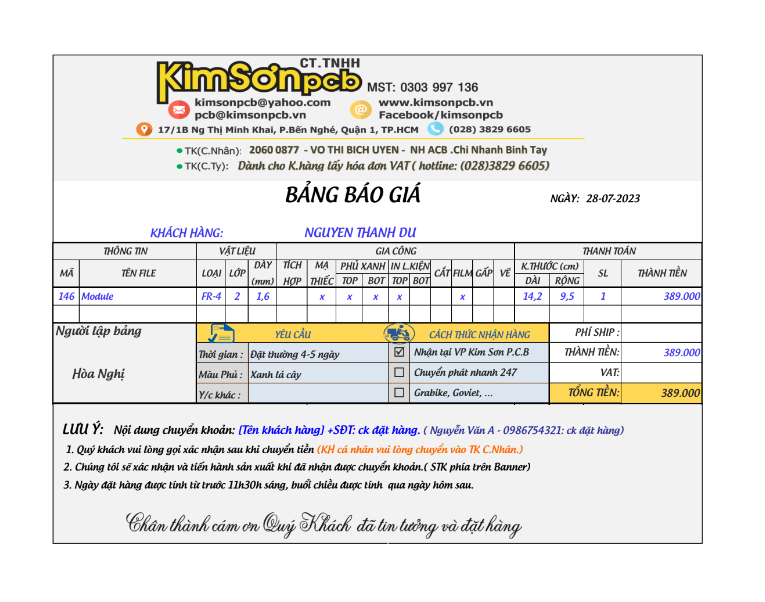 CT.TNHH
KimSơn pcb MST: 0303 997 136
kimsonpcb@yahoo.com www.kimsonpcb.vn
pcb@kimsonpcb.vn Facebook/kimsonpcb
17/1B Ng Thị Minh Khai, P.Bến Nghé, Quận 1, TP.HCM (028) 3829 6605
TK(C.Nhân): 2060 0877 - VO THI BICH UYEN - NH ACB .Chi Nhanh Binh Tay
TK(C.Ty): Dành cho K.hàng lấy hóa đơn VAT ( hotline: (028)3829 6605)
BẢNG BÁO GIÁ NGÀY: 28-07-2023
KHÁCH HÀNG: NGUYEN THANH DU
THÔNG TIN VẬT LIỆU GIA CÔNG THANH TOÁN
MÃ TÊN FILE LOẠI LỚP DÀY (mm) TÍCH HỢP MẠ THIẾC PHỦ XANH IN L.KIỆN CẮT FILM GẤP VẼ K.THƯỚC (cm) SL THÀNH TIỀN
TOP BOT TOP BOT DÀI RỘNG
146 Module FR-4 2 1,6 x x x x x 14,2 9,5 1 389.000
Người lập bảng YÊU CẦU CÁCH THỨC NHẬN HÀNG PHÍ SHIP :
Thời gian : Đặt thường 4-5 ngày ☑ Nhận tại VP Kim Sơn P.C.B THÀNH TIỀN: 389.000
Hòa Nghị Màu Phủ : Xanh lá cây ☐ Chuyển phát nhanh 247 VAT:
Y/c khác : ☐ Grabike, Goviet, ... TỔNG TIỀN: 389.000
LƯU Ý: Nội dung chuyển khoản: [Tên khách hàng] +SĐT: ck đặt hàng. ( Nguyễn Văn A - 0986754321: ck đặt hàng)
1. Quý khách vui lòng gọi xác nhận sau khi chuyển tiền (KH cá nhân vui lòng chuyển vào TK C.Nhân.)
2. Chúng tôi sẽ xác nhận và tiến hành sản xuất khi đã nhận được chuyển khoản.( STK phía trên Banner)
3. Ngày đặt hàng được tính từ trước 11h30h sáng, buổi chiều được tính qua ngày hôm sau.
Chân thành cám ơn Quý Khách đã tin tưởng và đặt hàng